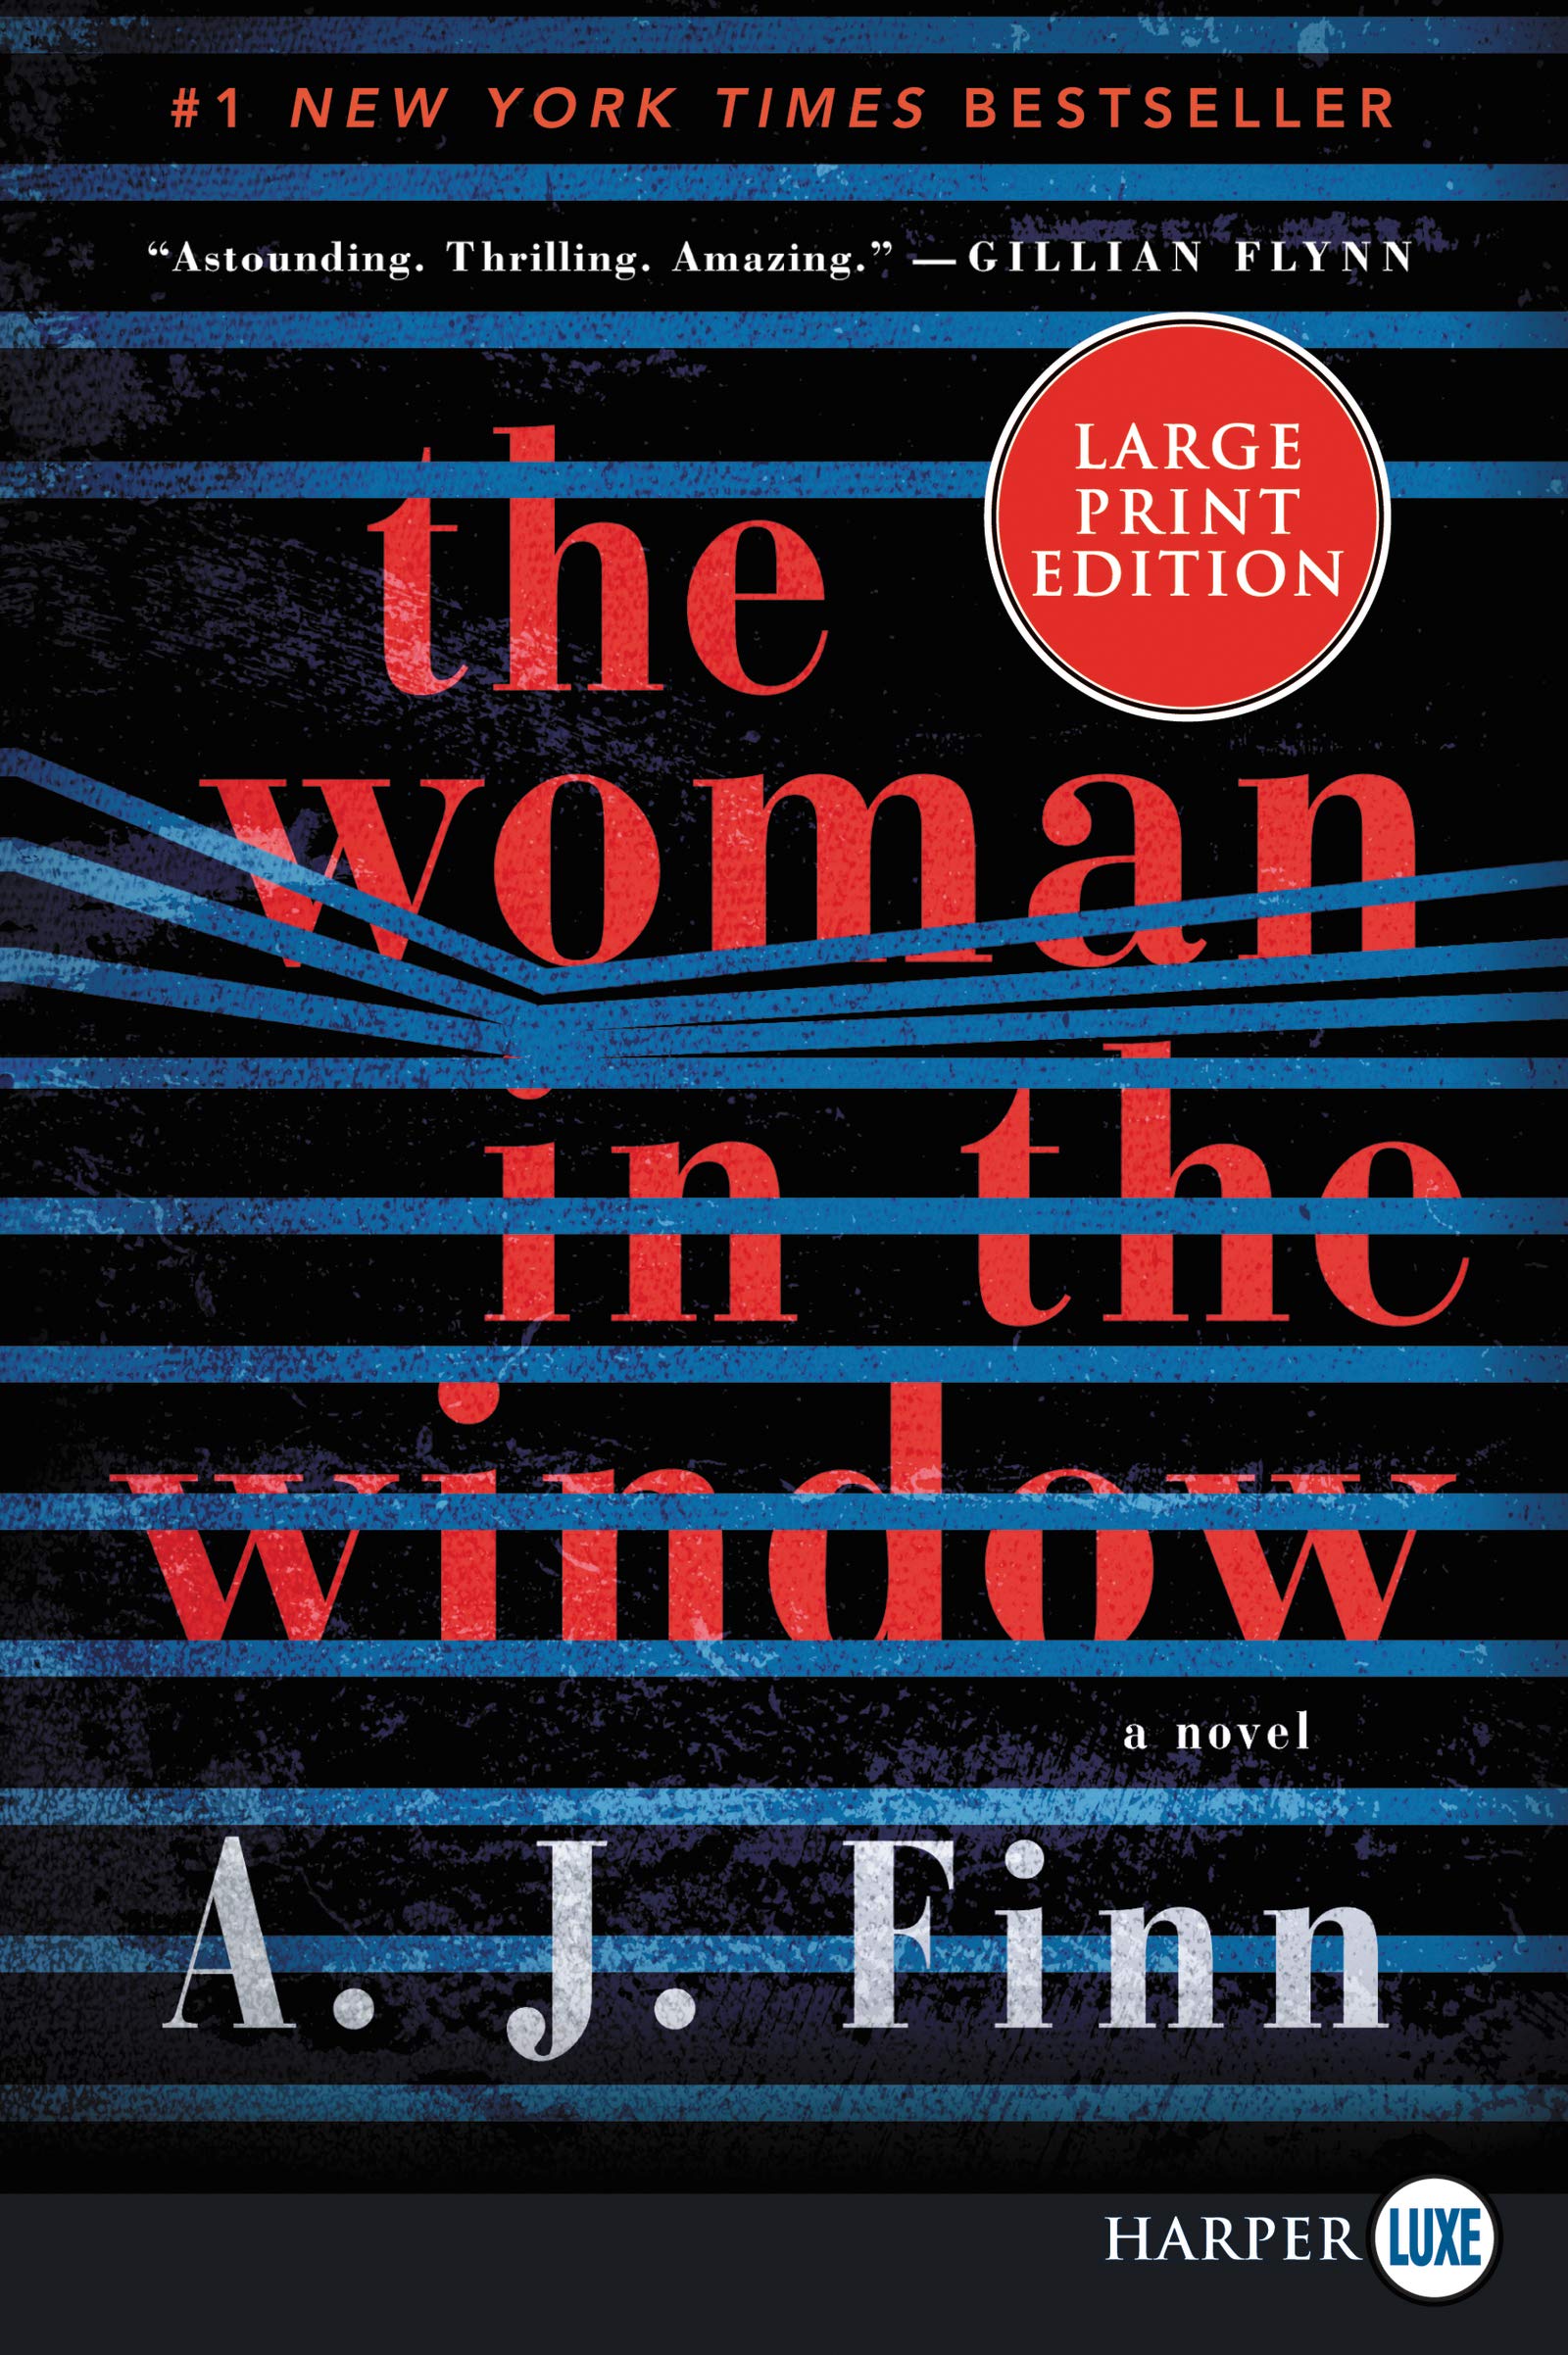 #1 NEW YORK TIMES BESTSELLER
“Astounding. Thrilling. Amazing.” —GILLIAN FLYNN
LARGE
PRINT
EDITION
the
woman
in the
window
a novel
A. J. Finn
HARPER LUXE